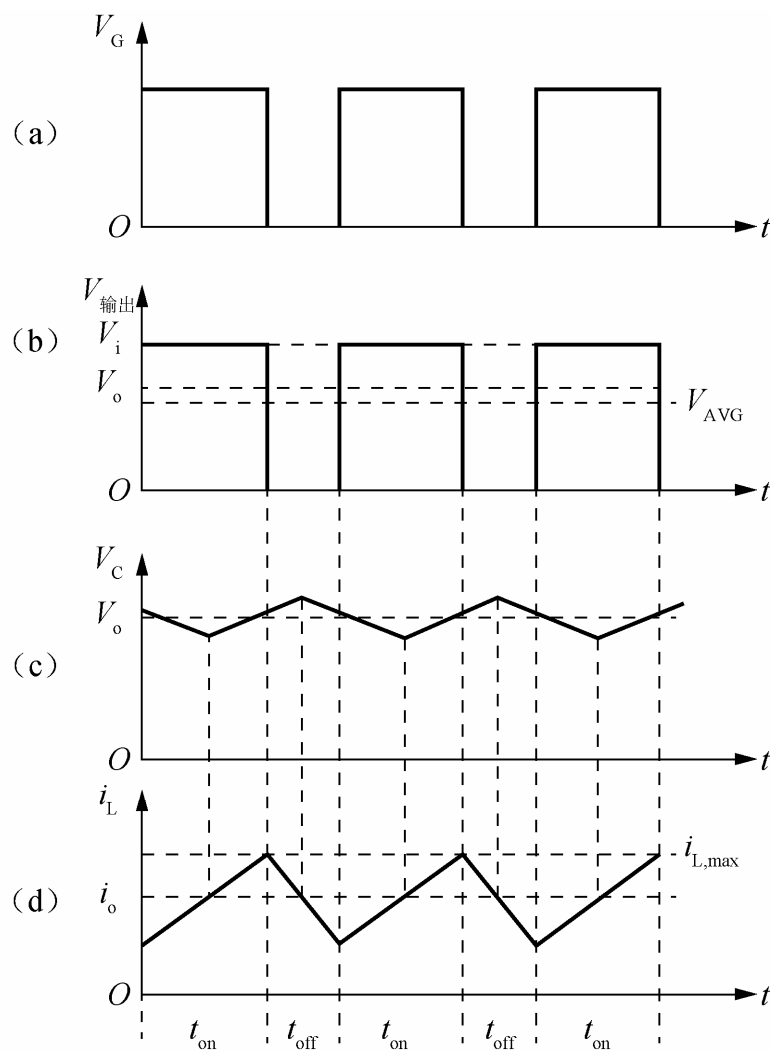 V_G
(a)
O
t
V_输出
(b)
V_i
V_o
V_AVG
O
t
V_C
V_o
(c)
O
t
i_L
i_L,max
(d)
i_o
O
t
t_on
t_off
t_on
t_off
t_on